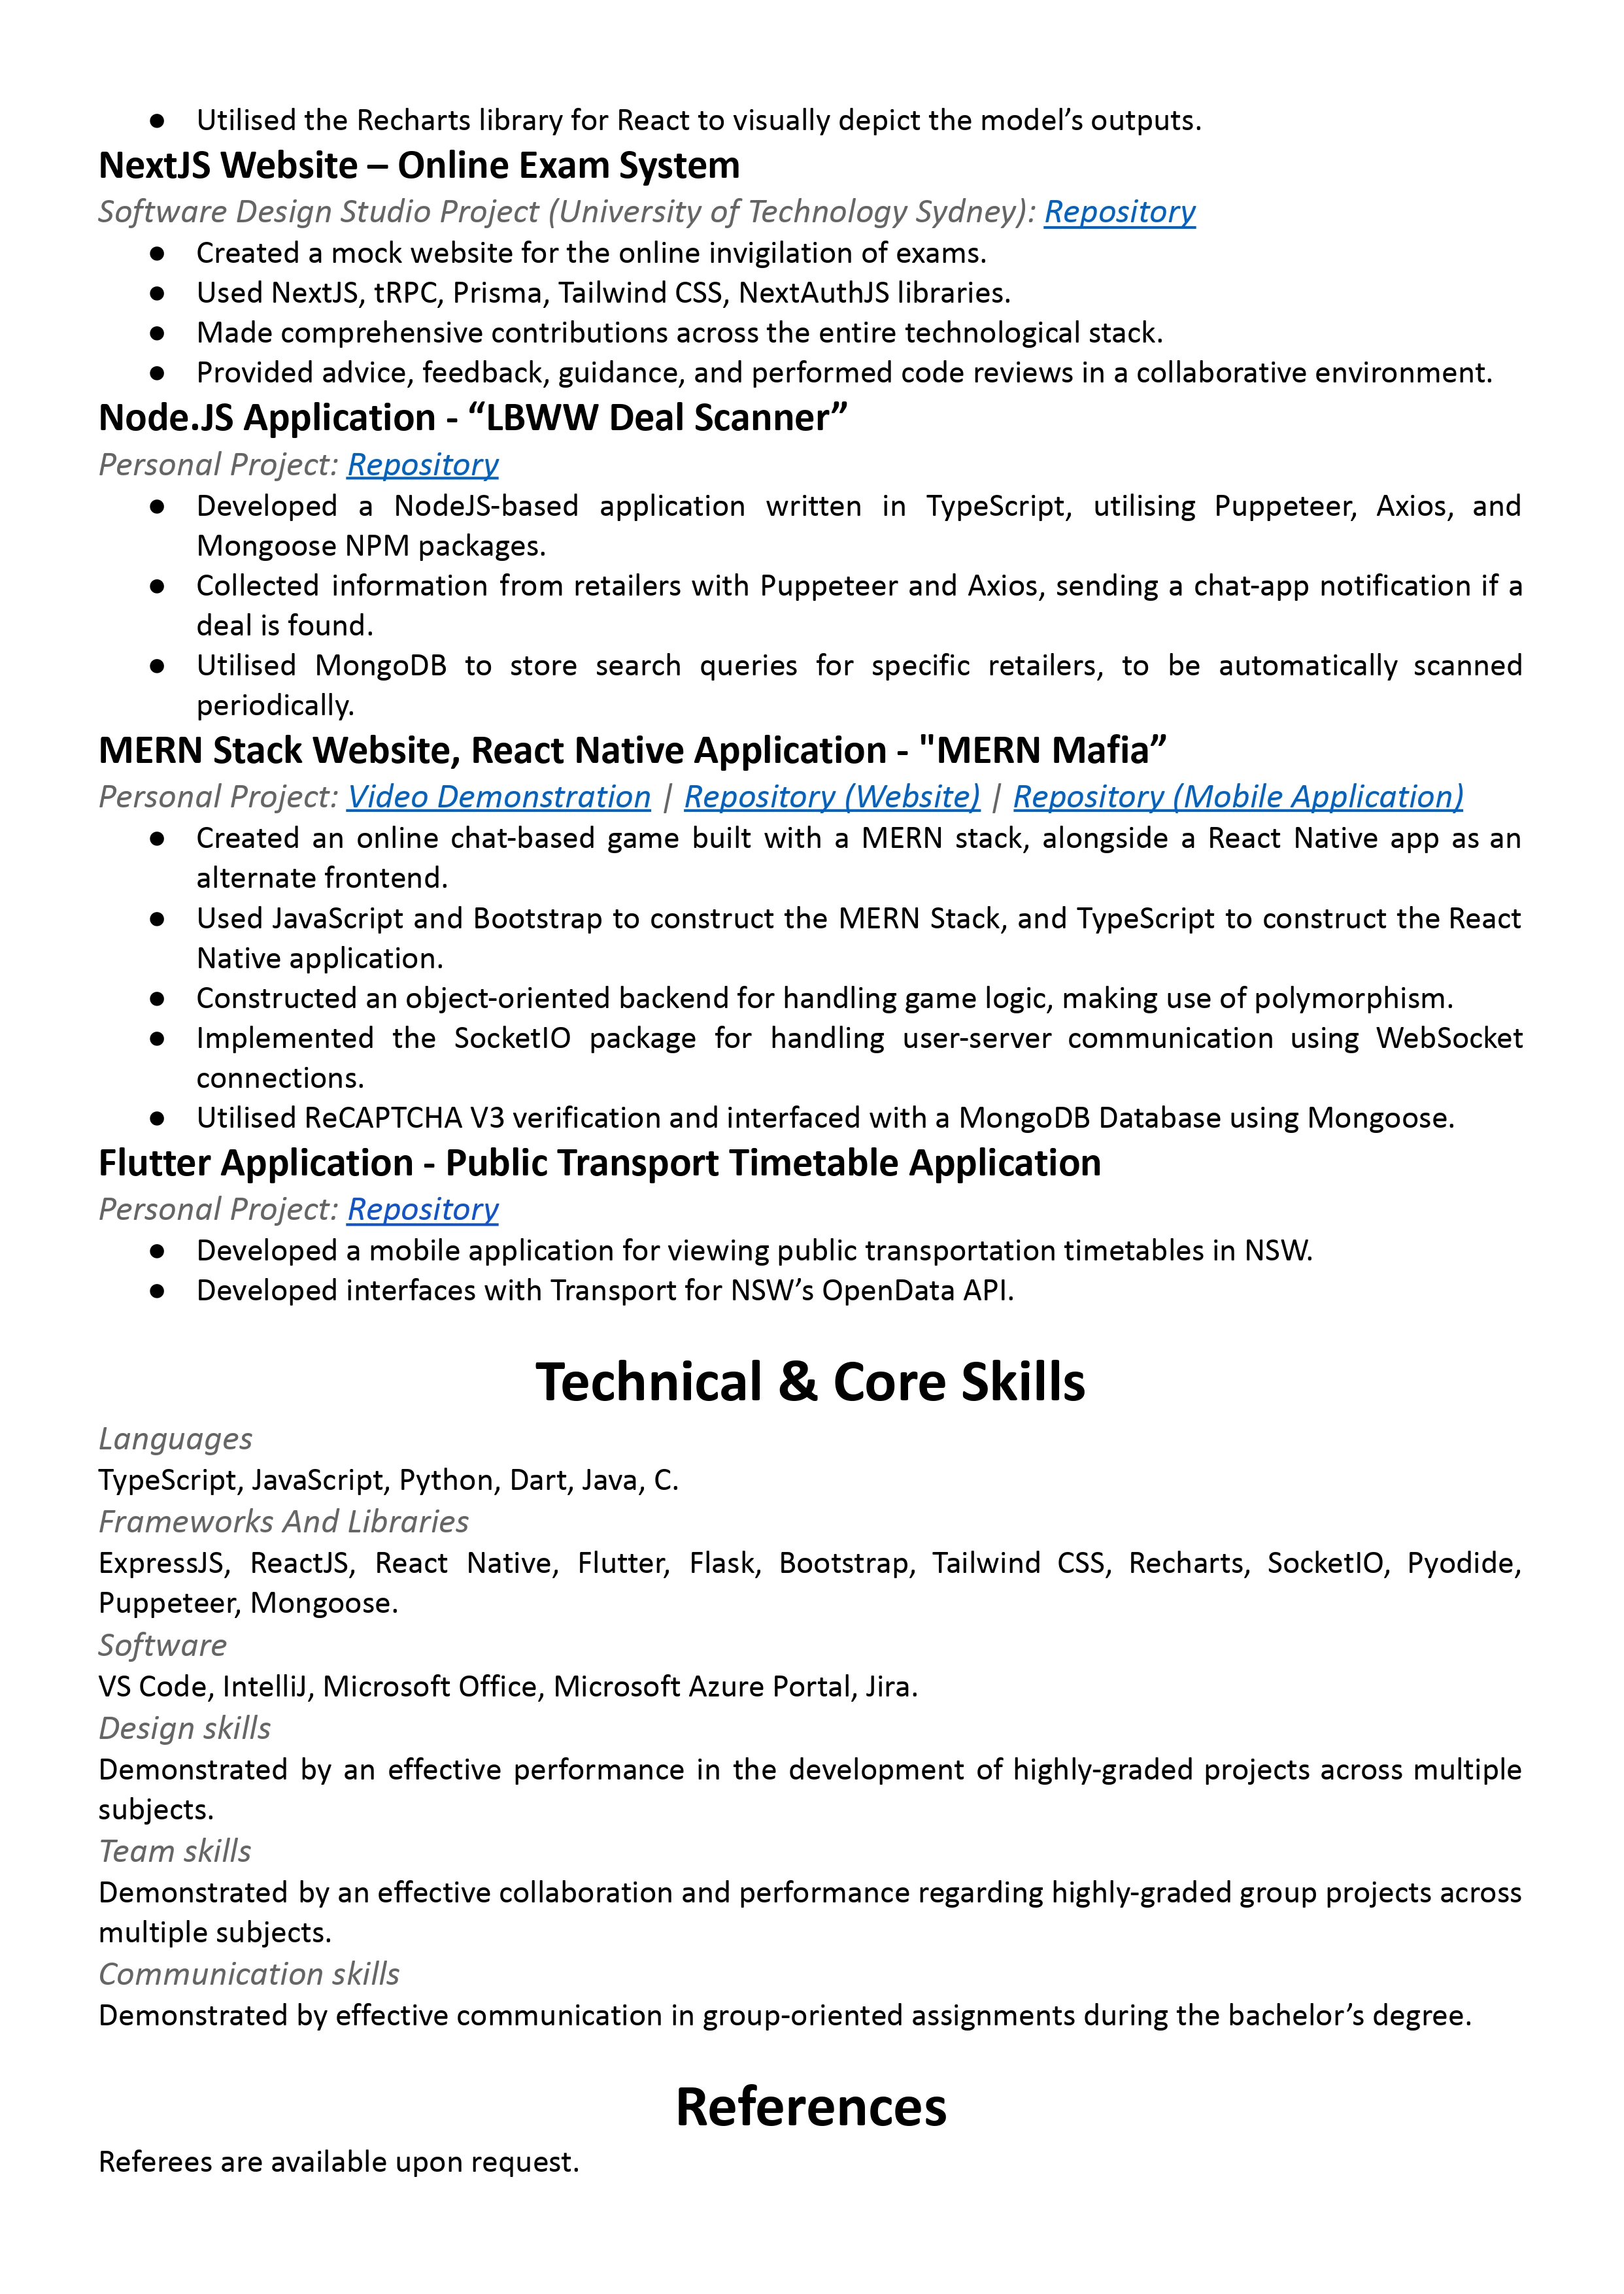 ● Utilised the Recharts library for React to visually depict the model’s outputs.
NextJS Website – Online Exam System
Software Design Studio Project (University of Technology Sydney): Repository
● Created a mock website for the online invigilation of exams.
● Used NextJS, tRPC, Prisma, Tailwind CSS, NextAuthJS libraries.
● Made comprehensive contributions across the entire technological stack.
● Provided advice, feedback, guidance, and performed code reviews in a collaborative environment.
Node.JS Application - “LBWW Deal Scanner”
Personal Project: Repository
● Developed a NodeJS-based application written in TypeScript, utilising Puppeteer, Axios, and
Mongoose NPM packages.
● Collected information from retailers with Puppeteer and Axios, sending a chat-app notification if a
deal is found.
● Utilised MongoDB to store search queries for specific retailers, to be automatically scanned
periodically.
MERN Stack Website, React Native Application - "MERN Mafia”
Personal Project: Video Demonstration | Repository (Website) | Repository (Mobile Application)
● Created an online chat-based game built with a MERN stack, alongside a React Native app as an
alternate frontend.
● Used JavaScript and Bootstrap to construct the MERN Stack, and TypeScript to construct the React
Native application.
● Constructed an object-oriented backend for handling game logic, making use of polymorphism.
● Implemented the SocketIO package for handling user-server communication using WebSocket
connections.
● Utilised ReCAPTCHA V3 verification and interfaced with a MongoDB Database using Mongoose.
Flutter Application - Public Transport Timetable Application
Personal Project: Repository
● Developed a mobile application for viewing public transportation timetables in NSW.
● Developed interfaces with Transport for NSW’s OpenData API.
Technical & Core Skills
Languages
TypeScript, JavaScript, Python, Dart, Java, C.
Frameworks And Libraries
ExpressJS, ReactJS, React Native, Flutter, Flask, Bootstrap, Tailwind CSS, Recharts, SocketIO, Pyodide,
Puppeteer, Mongoose.
Software
VS Code, IntelliJ, Microsoft Office, Microsoft Azure Portal, Jira.
Design skills
Demonstrated by an effective performance in the development of highly-graded projects across multiple
subjects.
Team skills
Demonstrated by an effective collaboration and performance regarding highly-graded group projects across
multiple subjects.
Communication skills
Demonstrated by effective communication in group-oriented assignments during the bachelor’s degree.
References
Referees are available upon request.